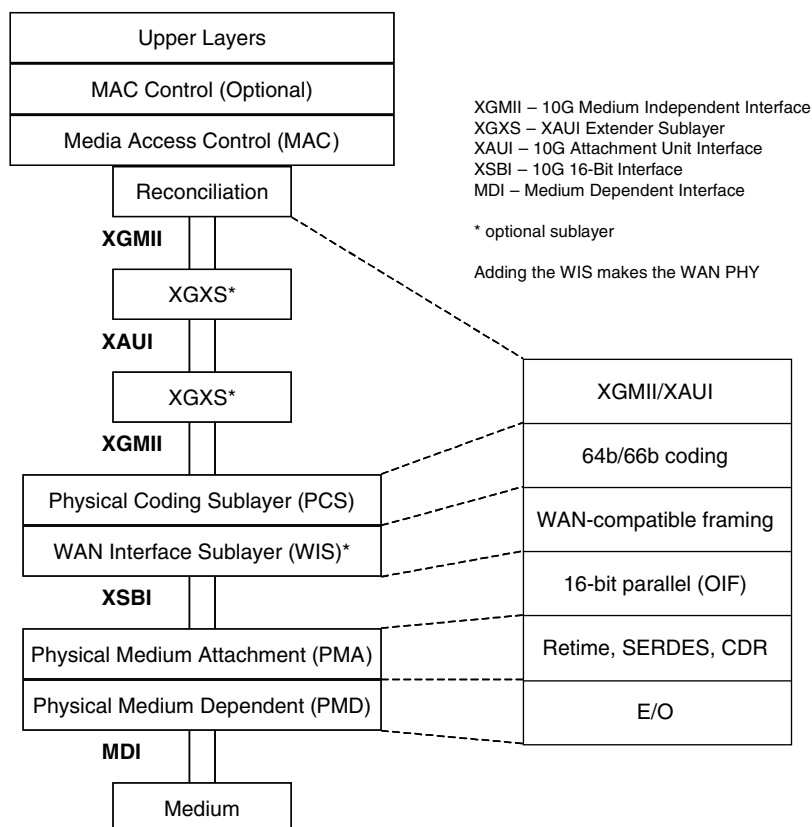 Upper Layers
MAC Control (Optional)
Media Access Control (MAC)
Reconciliation
XGMII
XGXS*
XAUI
XGXS*
XGMII
Physical Coding Sublayer (PCS)
WAN Interface Sublayer (WIS)*
XSBI
Physical Medium Attachment (PMA)
Physical Medium Dependent (PMD)
MDI
Medium
XGMII – 10G Medium Independent Interface
XGXS – XAUI Extender Sublayer
XAUI – 10G Attachment Unit Interface
XSBI – 10G 16-Bit Interface
MDI – Medium Dependent Interface
* optional sublayer
Adding the WIS makes the WAN PHY
XGMII/XAUI
64b/66b coding
WAN-compatible framing
16-bit parallel (OIF)
Retime, SERDES, CDR
E/O